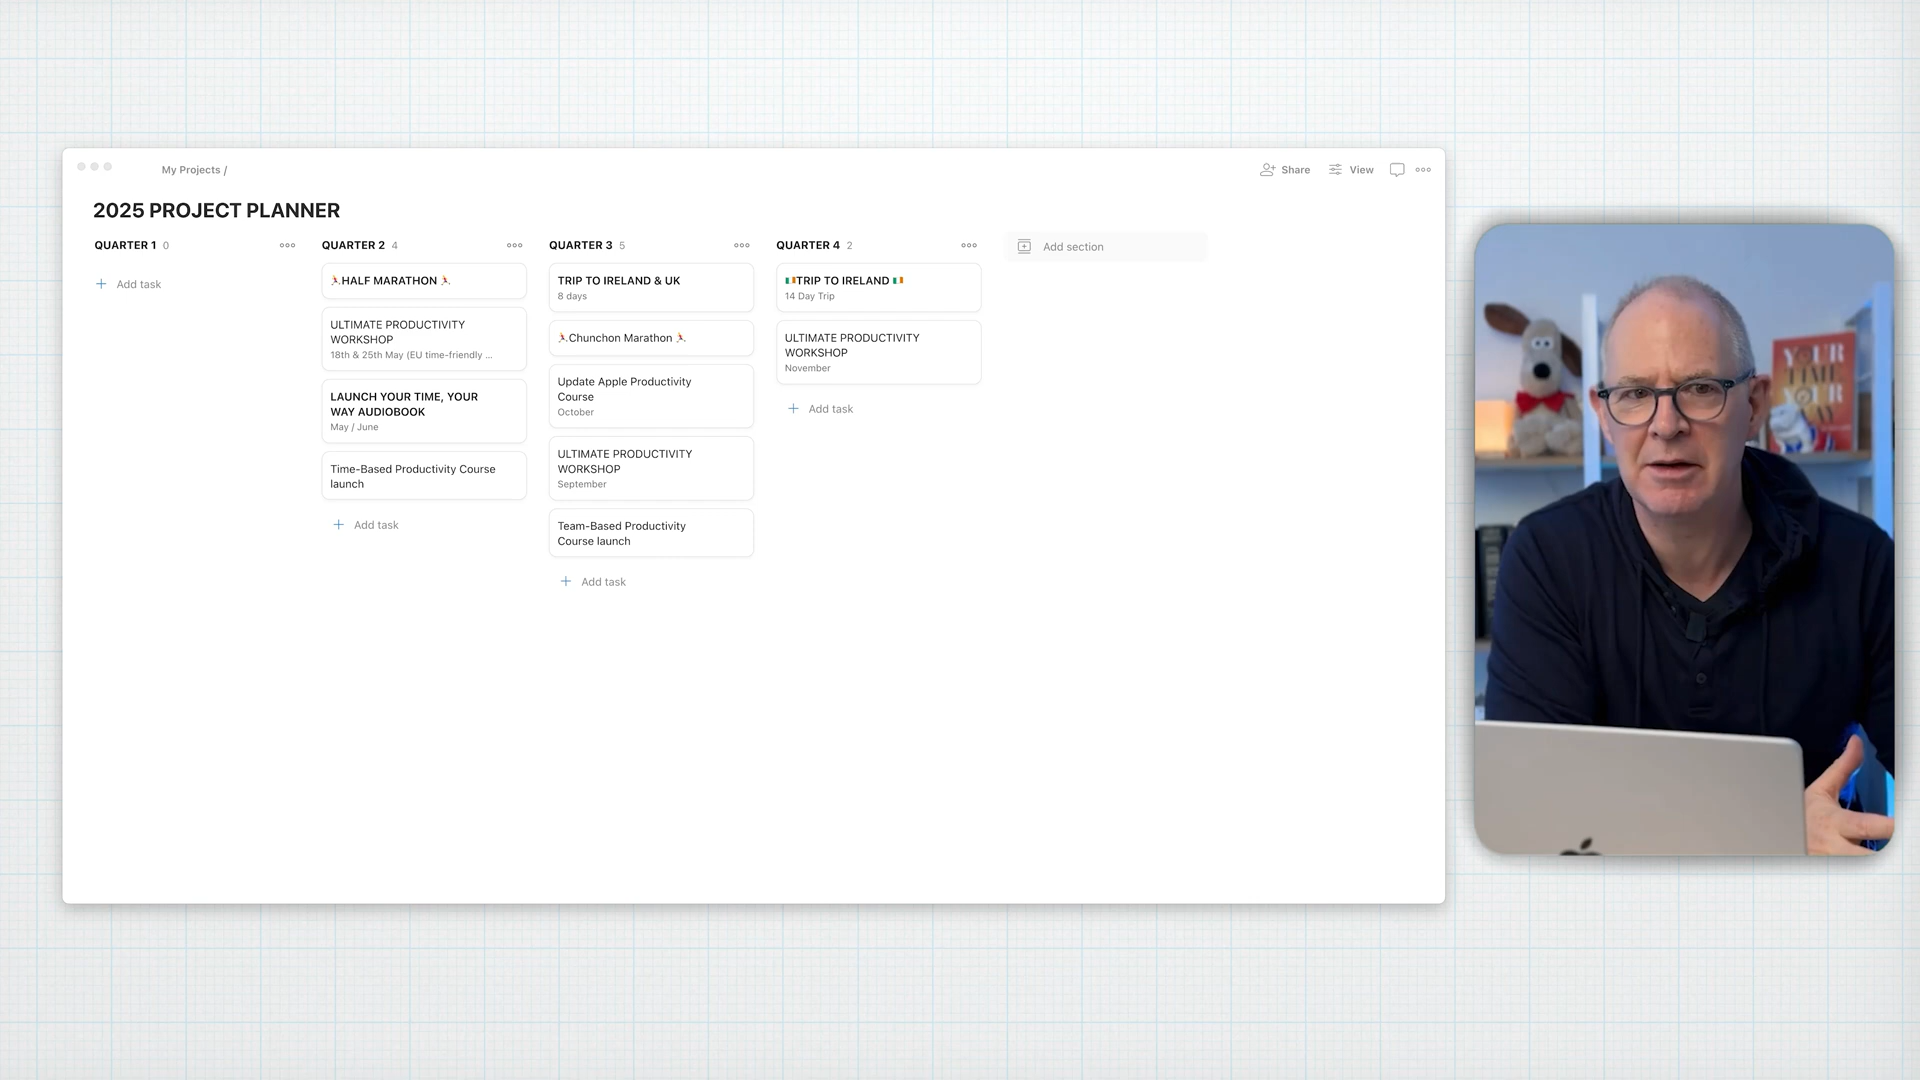 My Projects /
Share
View
2025 PROJECT PLANNER
QUARTER 1 0
Add task
QUARTER 2 4
🏃HALF MARATHON 🏃
ULTIMATE PRODUCTIVITY
WORKSHOP
18th & 25th May (EU time-friendly ...
LAUNCH YOUR TIME, YOUR
WAY AUDIOBOOK
May / June
Time-Based Productivity Course
launch
Add task
QUARTER 3 5
TRIP TO IRELAND & UK
8 days
🏃Chunchon Marathon 🏃
Update Apple Productivity
Course
October
ULTIMATE PRODUCTIVITY
WORKSHOP
September
Team-Based Productivity
Course launch
Add task
QUARTER 4 2
🇮🇪TRIP TO IRELAND 🇮🇪
14 Day Trip
ULTIMATE PRODUCTIVITY
WORKSHOP
November
Add task
Add section
YOUR
TIME
YOUR